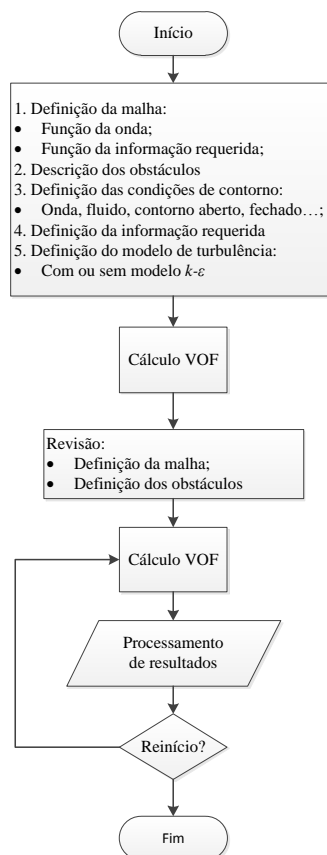 Início
1. Definição da malha:
• Função da onda;
• Função da informação requerida;
2. Descrição dos obstáculos
3. Definição das condições de contorno:
• Onda, fluido, contorno aberto, fechado…;
4. Definição da informação requerida
5. Definição do modelo de turbulência:
• Com ou sem modelo k-ε
Cálculo VOF
Revisão:
• Definição da malha;
• Definição dos obstáculos
Cálculo VOF
Processamento
de resultados
Reinício?
Fim